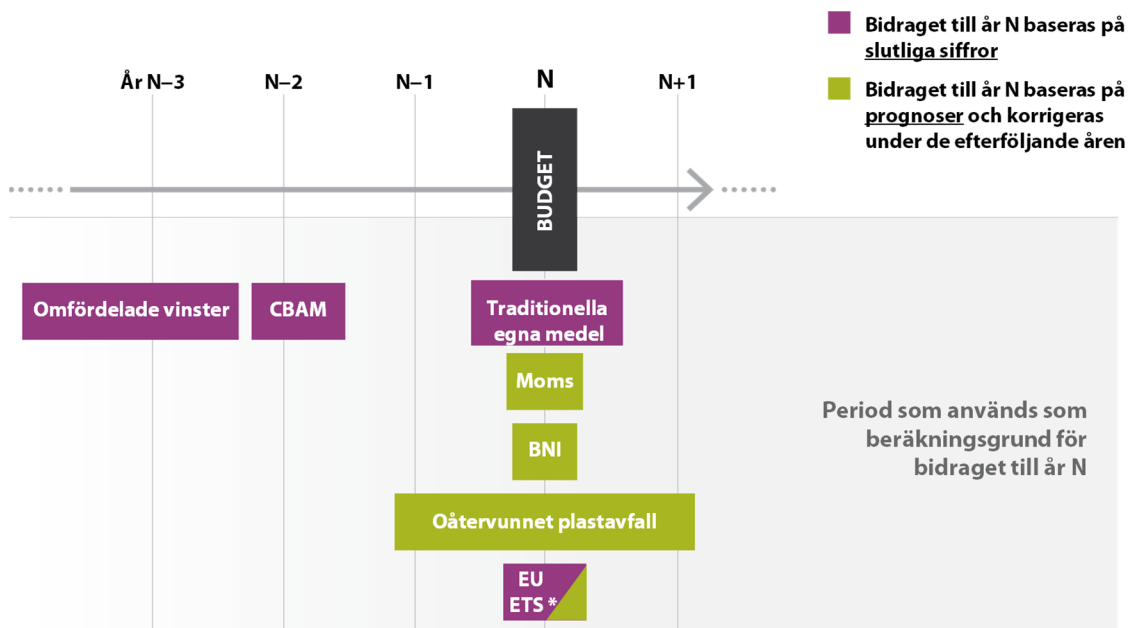 Bidraget till år N baseras på
slutliga siffror
Bidraget till år N baseras på
prognoser och korrigeras
under de efterföljande åren
År N–3
N–2
N–1
N
N+1
BUDGET
Omfördelade vinster
CBAM
Traditionella
egna medel
Moms
BNI
Oåtervunnet plastavfall
EU
ETS *
Period som används som
beräkningsgrund för
bidraget till år N